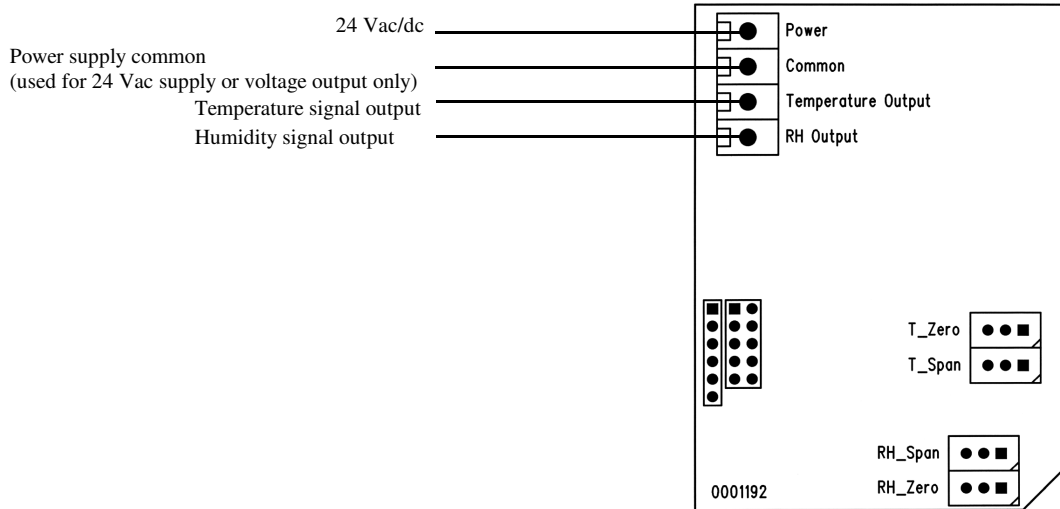 24 Vac/dc
Power supply common
(used for 24 Vac supply or voltage output only)
Temperature signal output
Humidity signal output
Power
Common
Temperature Output
RH Output
T_Zero
T_Span
RH_Span
RH_Zero
0001192